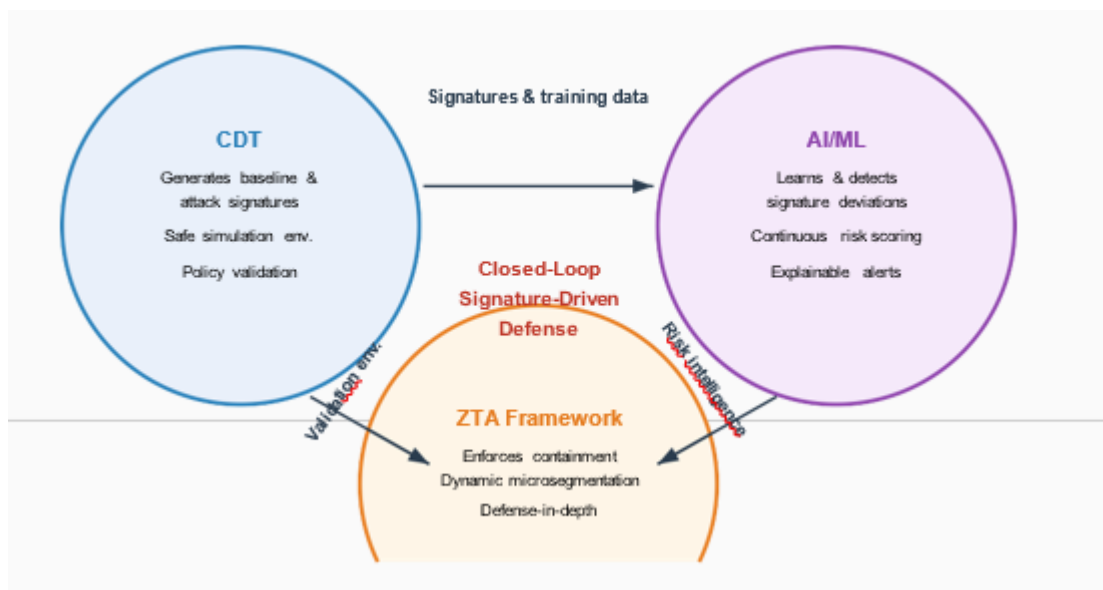 Signatures & training data
CDT
Generates baseline &
attack signatures
Safe simulation env.
Policy validation
AI/ML
Learns & detects
signature deviations
Continuous risk scoring
Explainable alerts
Closed-Loop
Signature-Driven
Defense
Validation env.
Risk intelligence
ZTA Framework
Enforces containment
Dynamic microsegmentation
Defense-in-depth